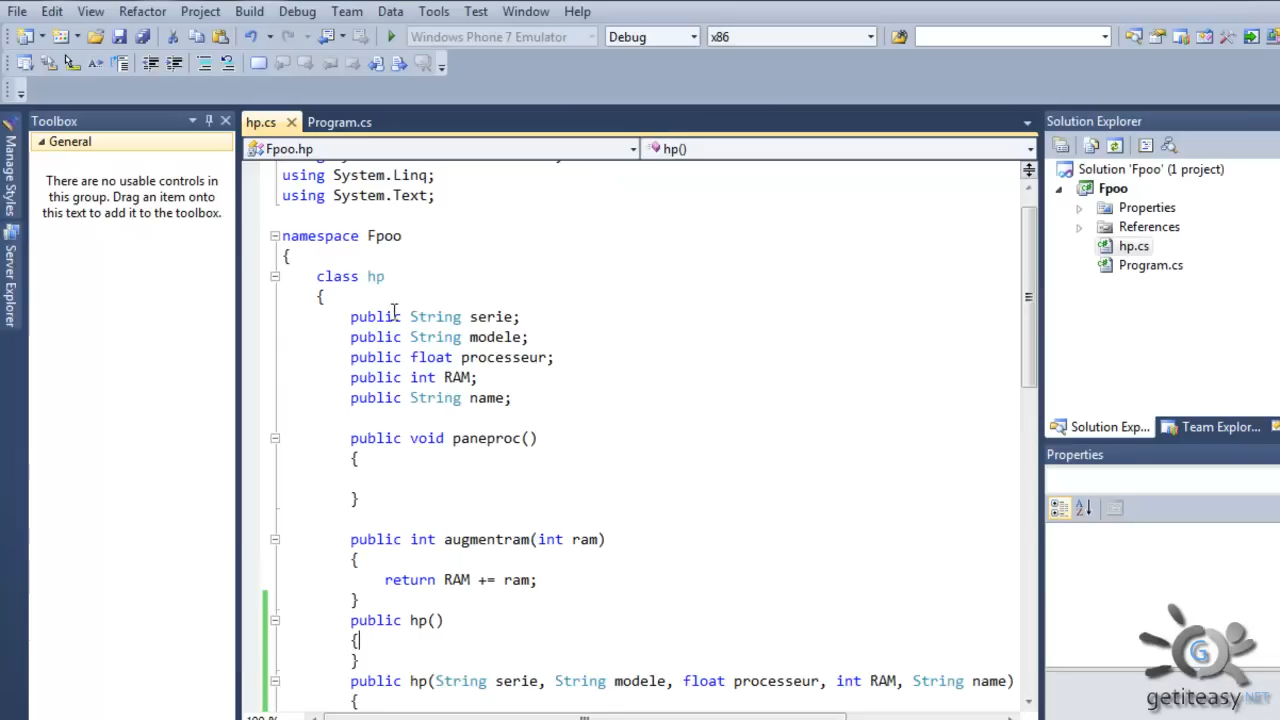 File Edit View Refactor Project Build Debug Team Data Tools Test Window Help
Windows Phone 7 Emulator Debug x86
Manage Styles
Server Explorer
Toolbox
General
There are no usable controls in
this group. Drag an item onto
this text to add it to the toolbox.
hp.cs Program.cs
Fpoo.hp hp()
using System.Linq;
using System.Text;
namespace Fpoo
{
class hp
{
public String serie;
public String modele;
public float processeur;
public int RAM;
public String name;
public void paneproc()
{
}
public int augmentram(int ram)
{
return RAM += ram;
}
public hp()
{
}
public hp(String serie, String modele, float processeur, int RAM, String name)
{
Solution Explorer
Solution 'Fpoo' (1 project)
Fpoo
Properties
References
hp.cs
Program.cs
Solution Exp... Team Explor...
Properties
getiteasy.NET